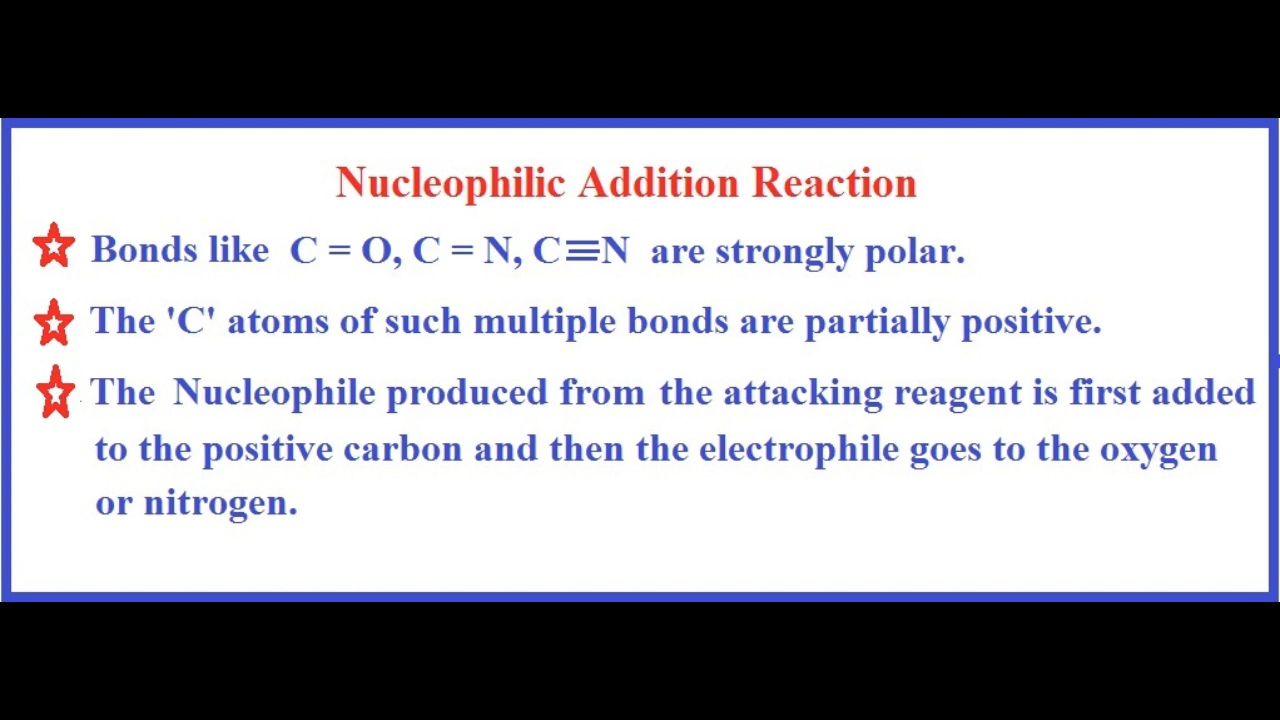 Nucleophilic Addition Reaction
Bonds like C = O, C = N, C≡N are strongly polar.
The 'C' atoms of such multiple bonds are partially positive.
The Nucleophile produced from the attacking reagent is first added
to the positive carbon and then the electrophile goes to the oxygen
or nitrogen.